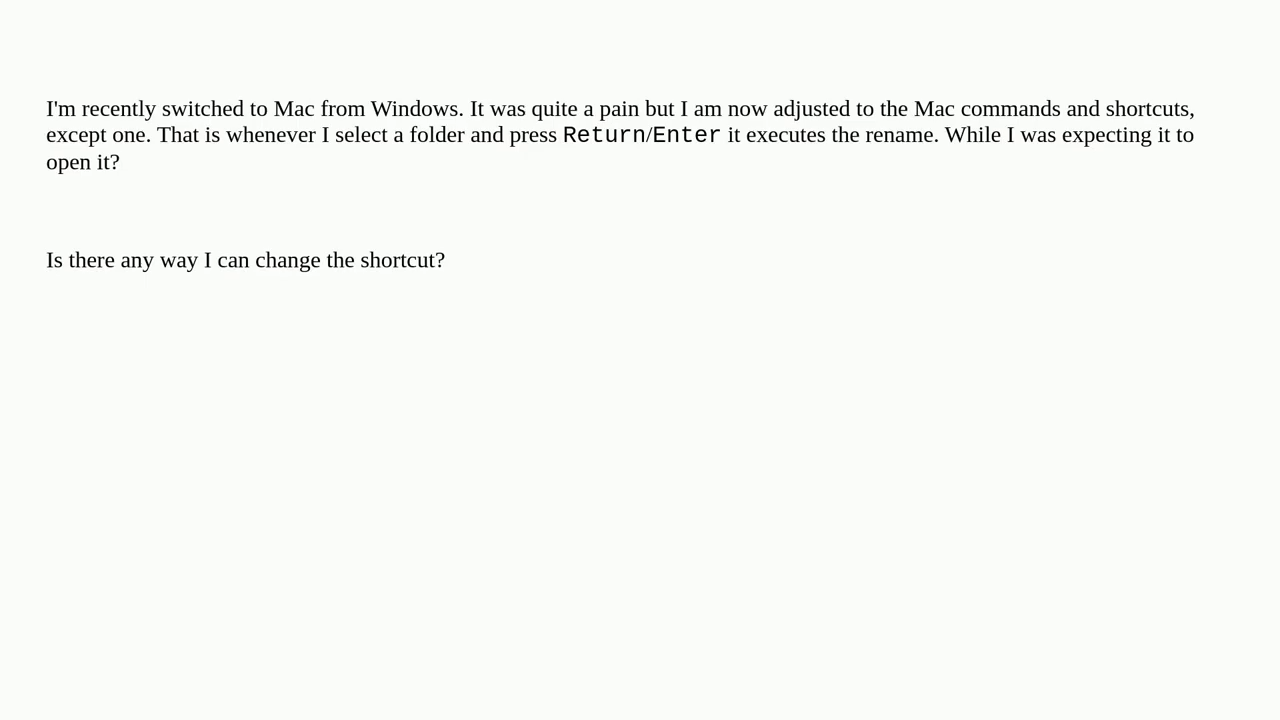 I'm recently switched to Mac from Windows. It was quite a pain but I am now adjusted to the Mac commands and shortcuts,
except one. That is whenever I select a folder and press Return/Enter it executes the rename. While I was expecting it to
open it?
Is there any way I can change the shortcut?